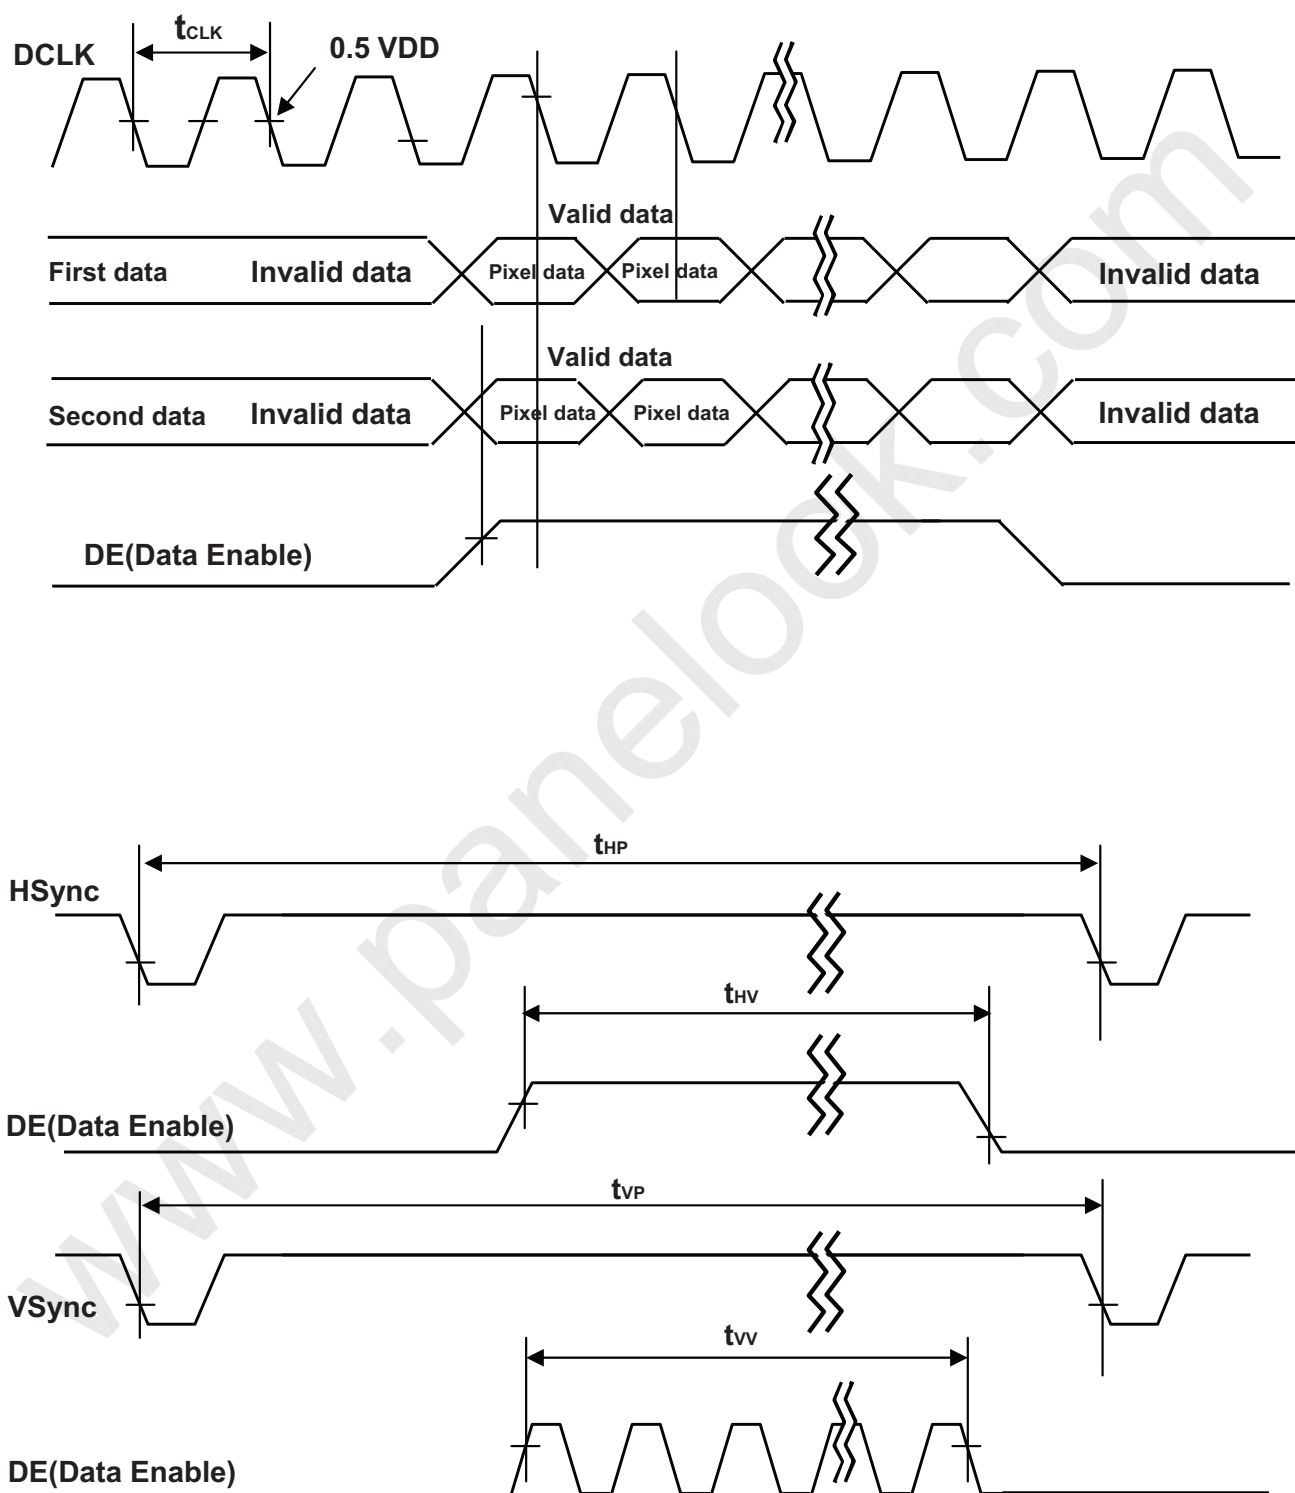 tCLK
DCLK
0.5 VDD
Valid data
First data
Invalid data
Pixel data
Pixel data
Invalid data
Valid data
Second data
Invalid data
Pixel data
Pixel data
Invalid data
DE(Data Enable)
tHP
HSync
tHV
DE(Data Enable)
tVP
VSync
tVV
DE(Data Enable)
www.panelook.com